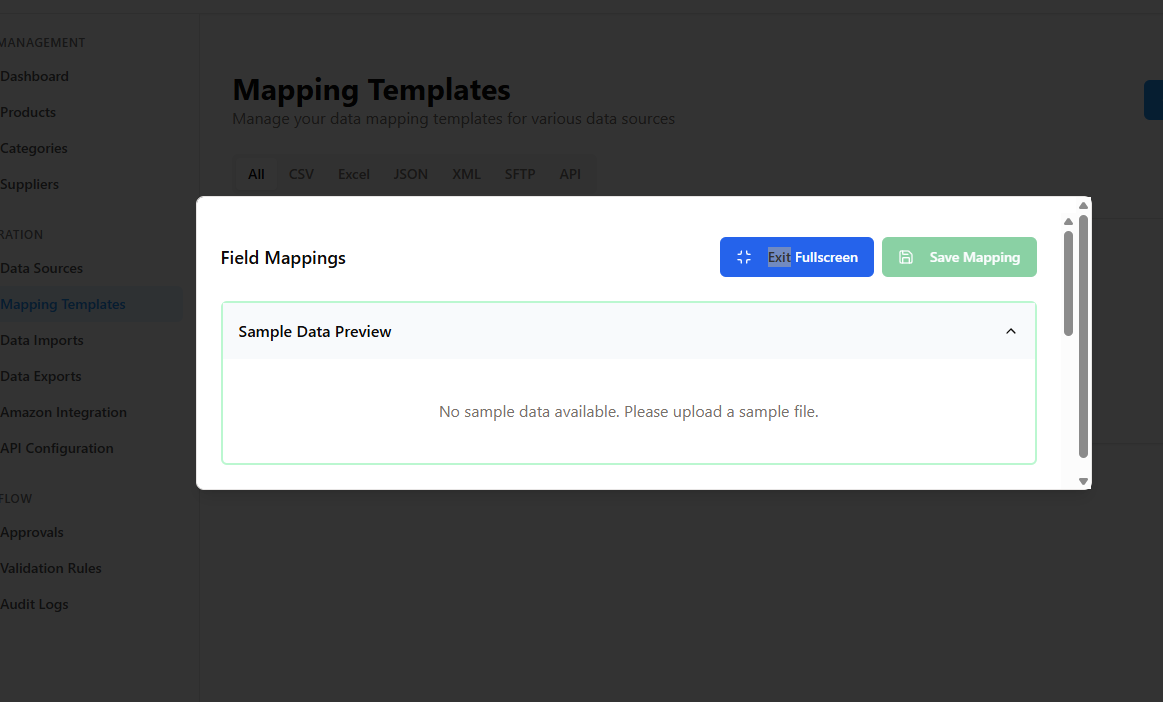 MANAGEMENT
Dashboard
Products
Categories
Suppliers
RATION
Data Sources
Mapping Templates
Data Imports
Data Exports
Amazon Integration
API Configuration
FLOW
Approvals
Validation Rules
Audit Logs
Mapping Templates
Manage your data mapping templates for various data sources
All CSV Excel JSON XML SFTP API
Field Mappings
Exit Fullscreen
Save Mapping
Sample Data Preview
No sample data available. Please upload a sample file.